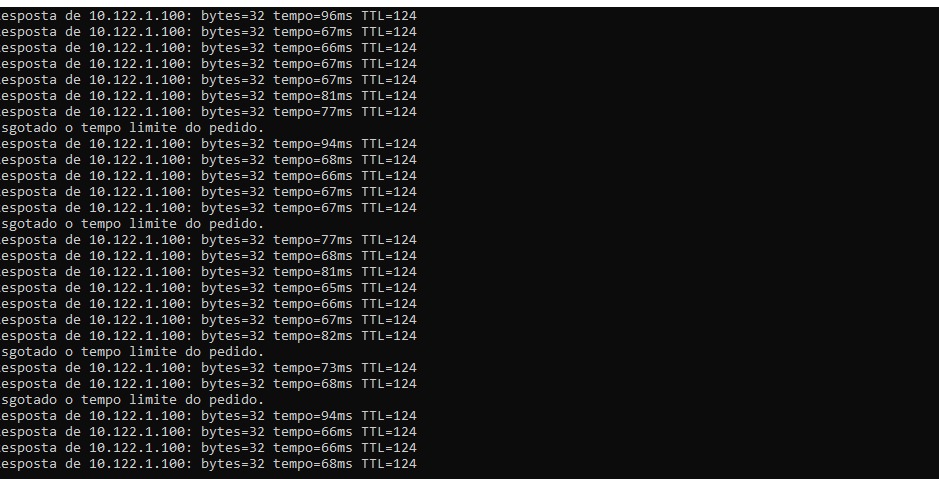 esposta de 10.122.1.100: bytes=32 tempo=96ms TTL=124
esposta de 10.122.1.100: bytes=32 tempo=67ms TTL=124
esposta de 10.122.1.100: bytes=32 tempo=66ms TTL=124
esposta de 10.122.1.100: bytes=32 tempo=67ms TTL=124
esposta de 10.122.1.100: bytes=32 tempo=67ms TTL=124
esposta de 10.122.1.100: bytes=32 tempo=81ms TTL=124
esposta de 10.122.1.100: bytes=32 tempo=77ms TTL=124
sgotado o tempo limite do pedido.
esposta de 10.122.1.100: bytes=32 tempo=94ms TTL=124
esposta de 10.122.1.100: bytes=32 tempo=68ms TTL=124
esposta de 10.122.1.100: bytes=32 tempo=66ms TTL=124
esposta de 10.122.1.100: bytes=32 tempo=67ms TTL=124
esposta de 10.122.1.100: bytes=32 tempo=67ms TTL=124
sgotado o tempo limite do pedido.
esposta de 10.122.1.100: bytes=32 tempo=77ms TTL=124
esposta de 10.122.1.100: bytes=32 tempo=68ms TTL=124
esposta de 10.122.1.100: bytes=32 tempo=81ms TTL=124
esposta de 10.122.1.100: bytes=32 tempo=65ms TTL=124
esposta de 10.122.1.100: bytes=32 tempo=66ms TTL=124
esposta de 10.122.1.100: bytes=32 tempo=67ms TTL=124
esposta de 10.122.1.100: bytes=32 tempo=82ms TTL=124
sgotado o tempo limite do pedido.
esposta de 10.122.1.100: bytes=32 tempo=73ms TTL=124
esposta de 10.122.1.100: bytes=32 tempo=68ms TTL=124
sgotado o tempo limite do pedido.
esposta de 10.122.1.100: bytes=32 tempo=94ms TTL=124
esposta de 10.122.1.100: bytes=32 tempo=66ms TTL=124
esposta de 10.122.1.100: bytes=32 tempo=66ms TTL=124
esposta de 10.122.1.100: bytes=32 tempo=68ms TTL=124